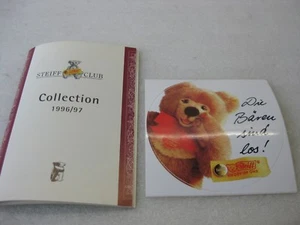 STEIFF CLUB
Collection
1996/97
Die
Bären
sind
los!